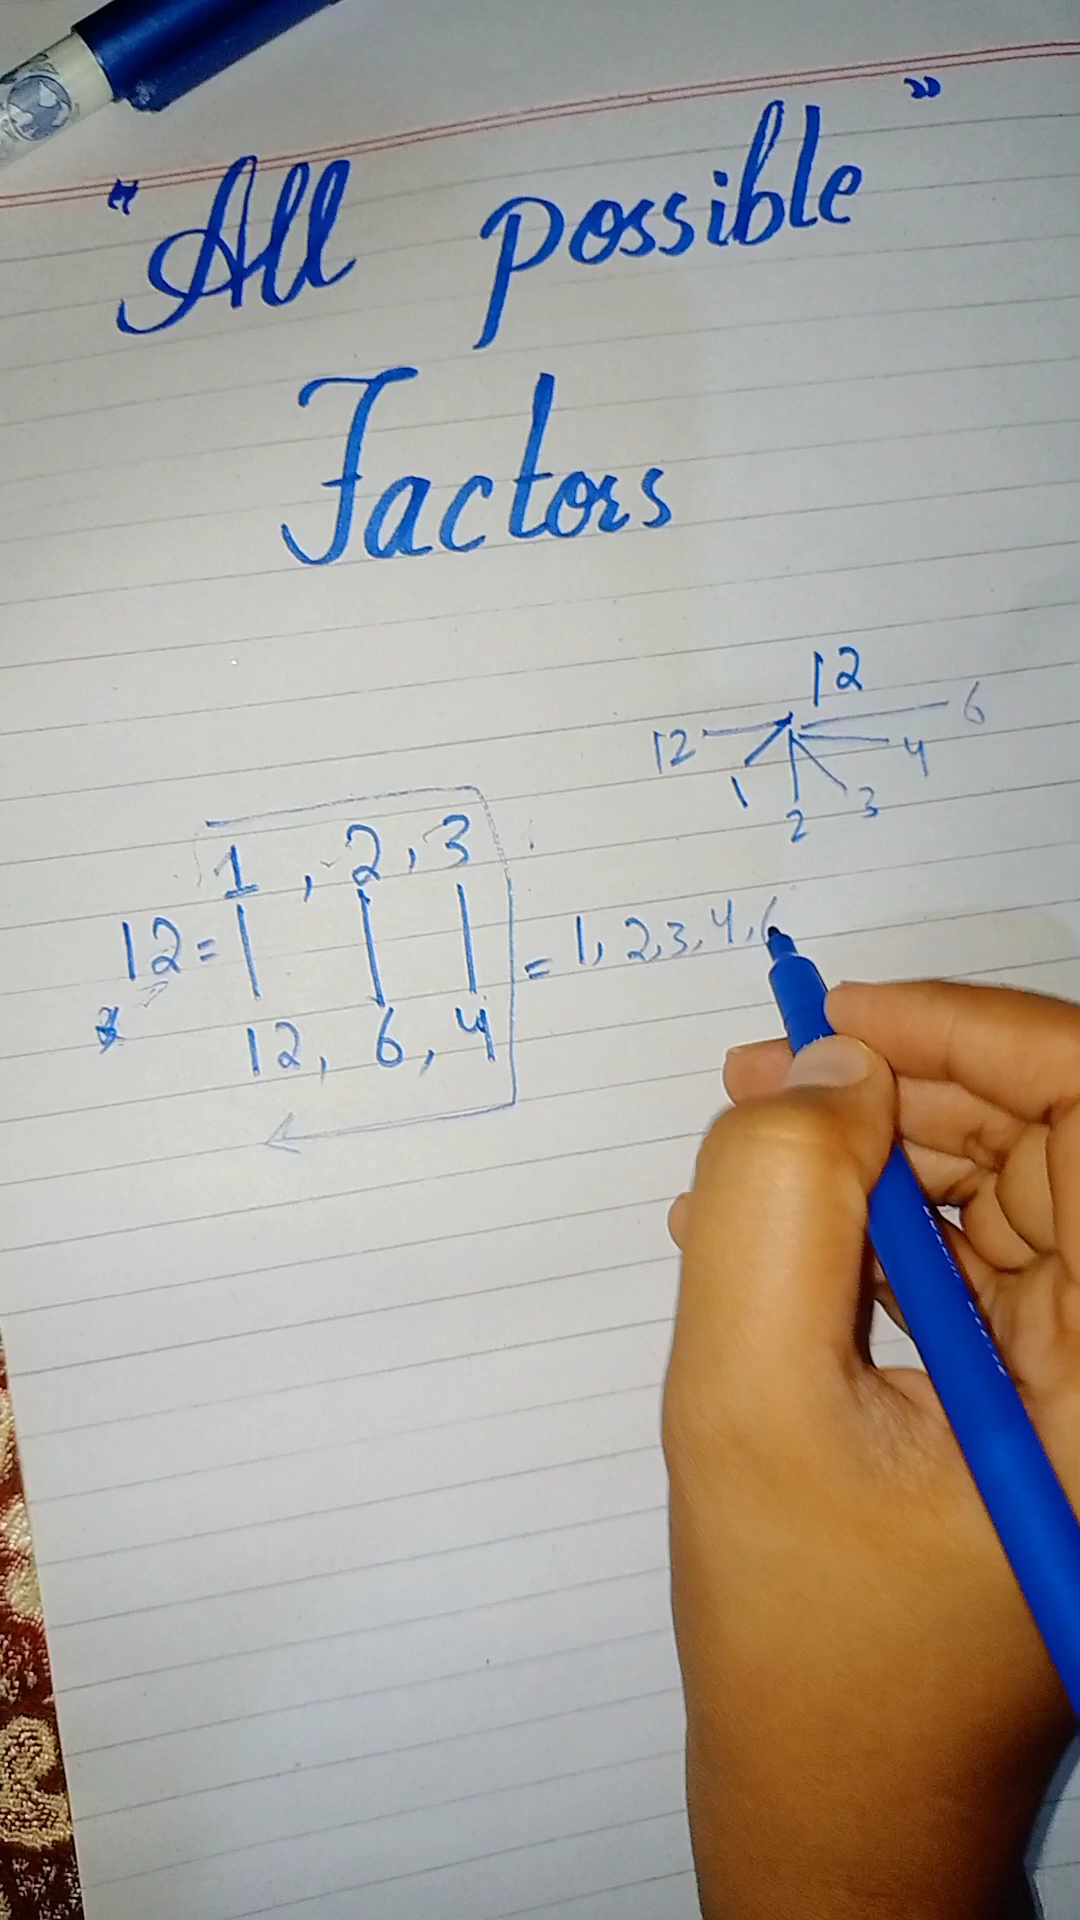 "All possible"
Factors
12
12 6
1 2 3 4
1, 2, 3
12 = = 1, 2, 3, 4, 6
12, 6, 4